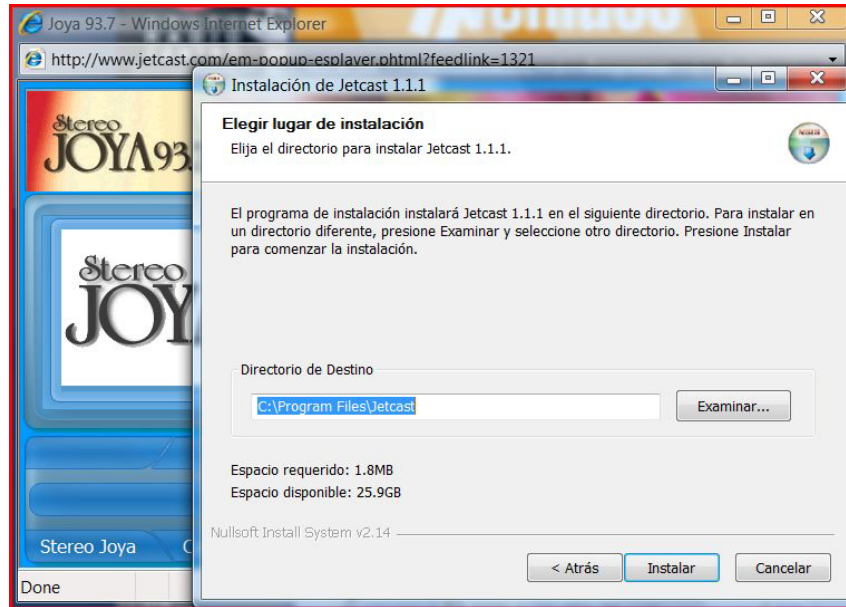 Joya 93.7 - Windows Internet Explorer
http://www.jetcast.com/em-popup-esplayer.phtml?feedlink=1321
Instalación de Jetcast 1.1.1
Stereo
JOYA 93.
Elegir lugar de instalación
Elija el directorio para instalar Jetcast 1.1.1.
El programa de instalación instalará Jetcast 1.1.1 en el siguiente directorio. Para instalar en
un directorio diferente, presione Examinar y seleccione otro directorio. Presione Instalar
para comenzar la instalación.
Stereo
JOY
Directorio de Destino
C:\Program Files\Jetcast
Examinar...
Espacio requerido: 1.8MB
Espacio disponible: 25.9GB
Nullsoft Install System v2.14
Stereo Joya
C
< Atrás
Instalar
Cancelar
Done